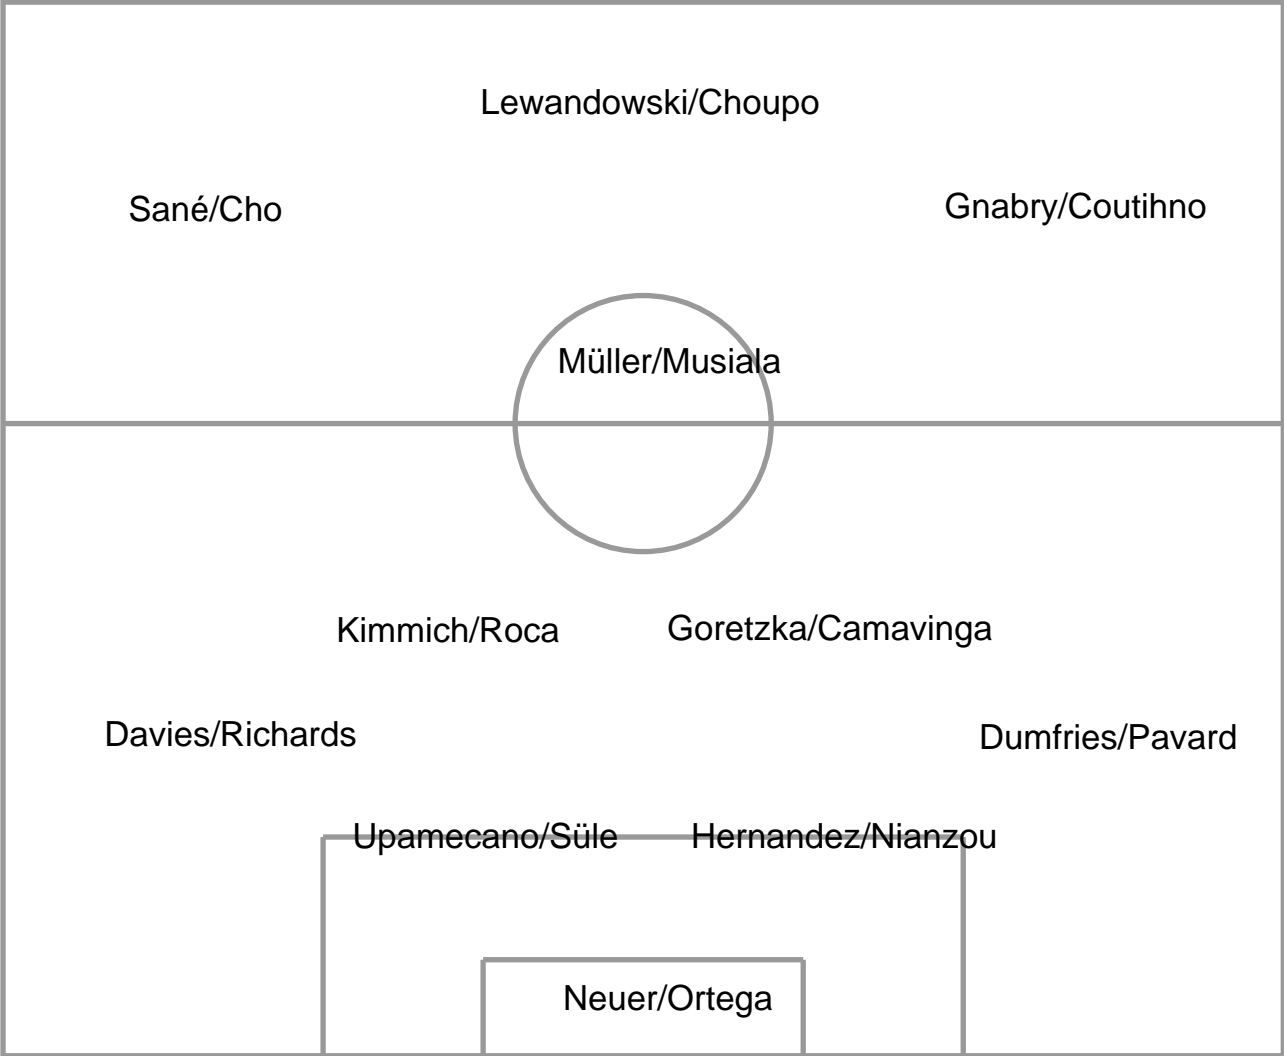 Lewandowski/Choupo
Sané/Cho
Gnabry/Coutihno
Müller/Musiala
Kimmich/Roca
Goretzka/Camavinga
Davies/Richards
Dumfries/Pavard
Upamecano/Süle
Hernandez/Nianzou
Neuer/Ortega